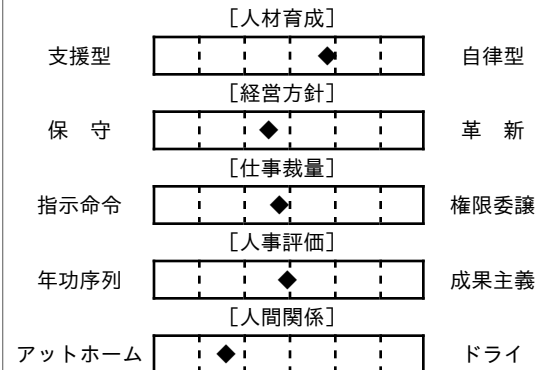 ［人材育成］
支援型 自律型
［経営方針］
保　守 革　新
［仕事裁量］
指示命令 権限委譲
［人事評価］
年功序列 成果主義
［人間関係］
アットホーム ドライ